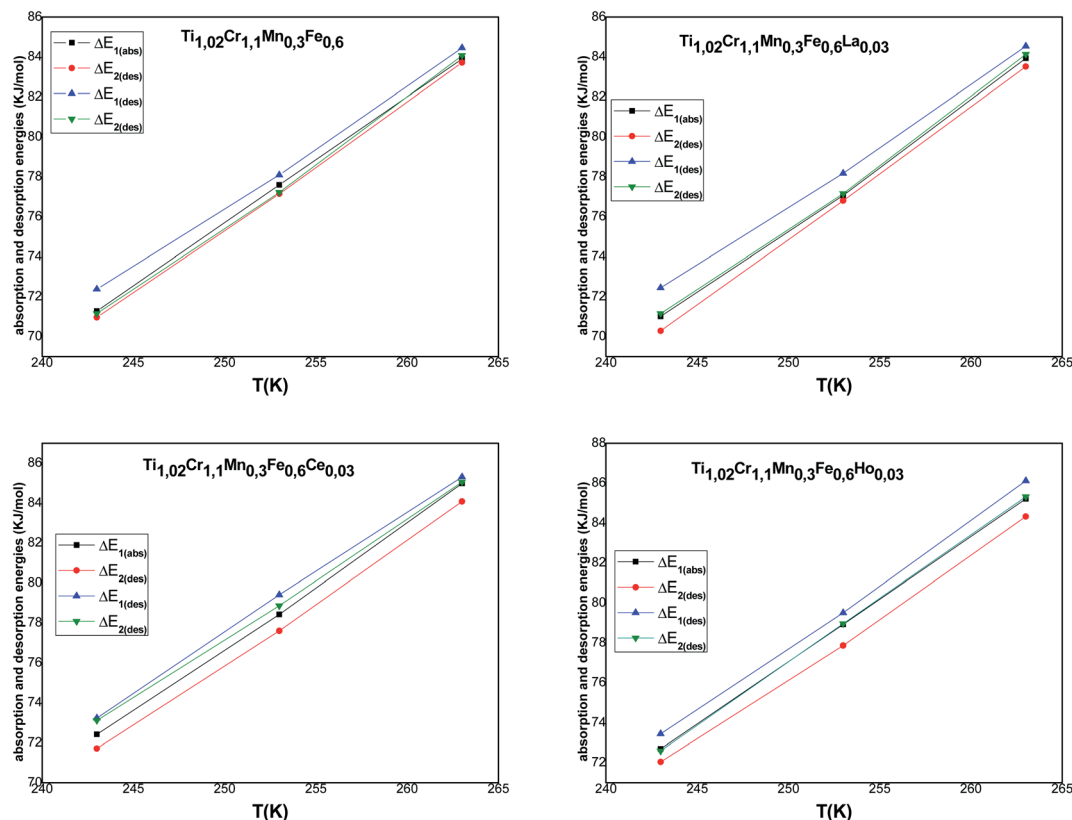 Ti1,02Cr1,1Mn0,3Fe0,6
absorption and desorption energies (KJ/mol)
86
84
82
80
78
76
74
72
70
ΔE1(abs)
ΔE2(des)
ΔE1(des)
ΔE2(des)
240 245 250 255 260 265
T(K)
Ti1,02Cr1,1Mn0,3Fe0,6La0,03
absorption and desorption energies (KJ/mol)
86
84
82
80
78
76
74
72
70
ΔE1(abs)
ΔE2(des)
ΔE1(des)
ΔE2(des)
240 245 250 255 260 265
T(K)
Ti1,02Cr1,1Mn0,3Fe0,6Ce0,03
absorption and desorption energies (KJ/mol)
86
84
82
80
78
76
74
72
70
ΔE1(abs)
ΔE2(des)
ΔE1(des)
ΔE2(des)
240 245 250 255 260 265
T(K)
Ti1,02Cr1,1Mn0,3Fe0,6Ho0,03
absorption and desorption energies (KJ/mol)
88
86
84
82
80
78
76
74
72
ΔE1(abs)
ΔE2(des)
ΔE1(des)
ΔE2(des)
240 245 250 255 260 265
T(K)